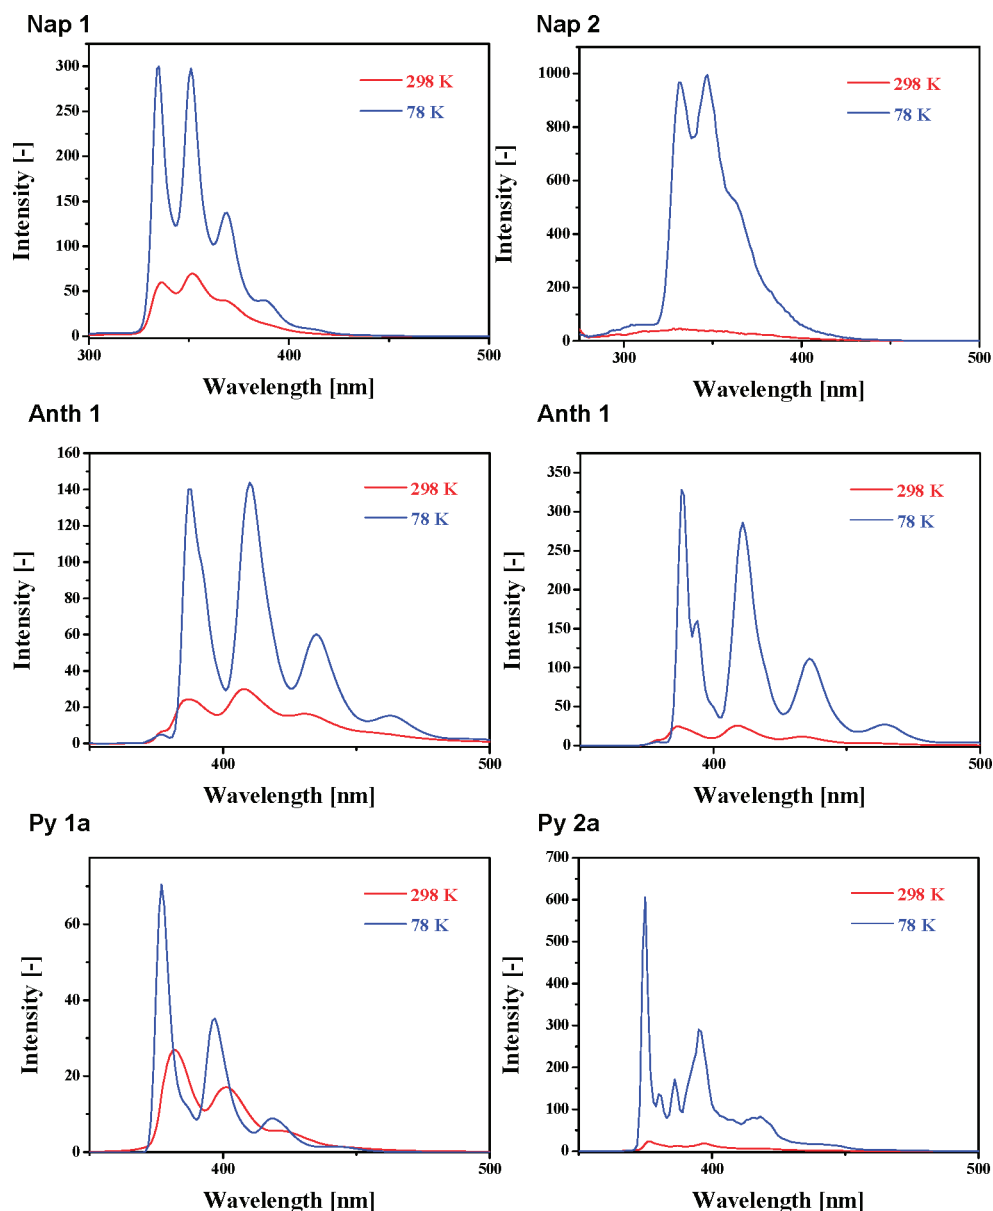 Nap 1
Nap 2
300
250
200
150
100
50
0
300
400
500
298 K
78 K
Intensity [-]
Wavelength [nm]
1000
800
600
400
200
0
300
400
500
298 K
78 K
Intensity [-]
Wavelength [nm]
Anth 1
Anth 1
160
140
120
100
80
60
40
20
0
400
500
298 K
78 K
Intensity [-]
Wavelength [nm]
350
300
250
200
150
100
50
0
400
500
298 K
78 K
Intensity [-]
Wavelength [nm]
Py 1a
Py 2a
60
40
20
0
400
500
298 K
78 K
Intensity [-]
Wavelength [nm]
700
600
500
400
300
200
100
0
400
500
298 K
78 K
Intensity [-]
Wavelength [nm]